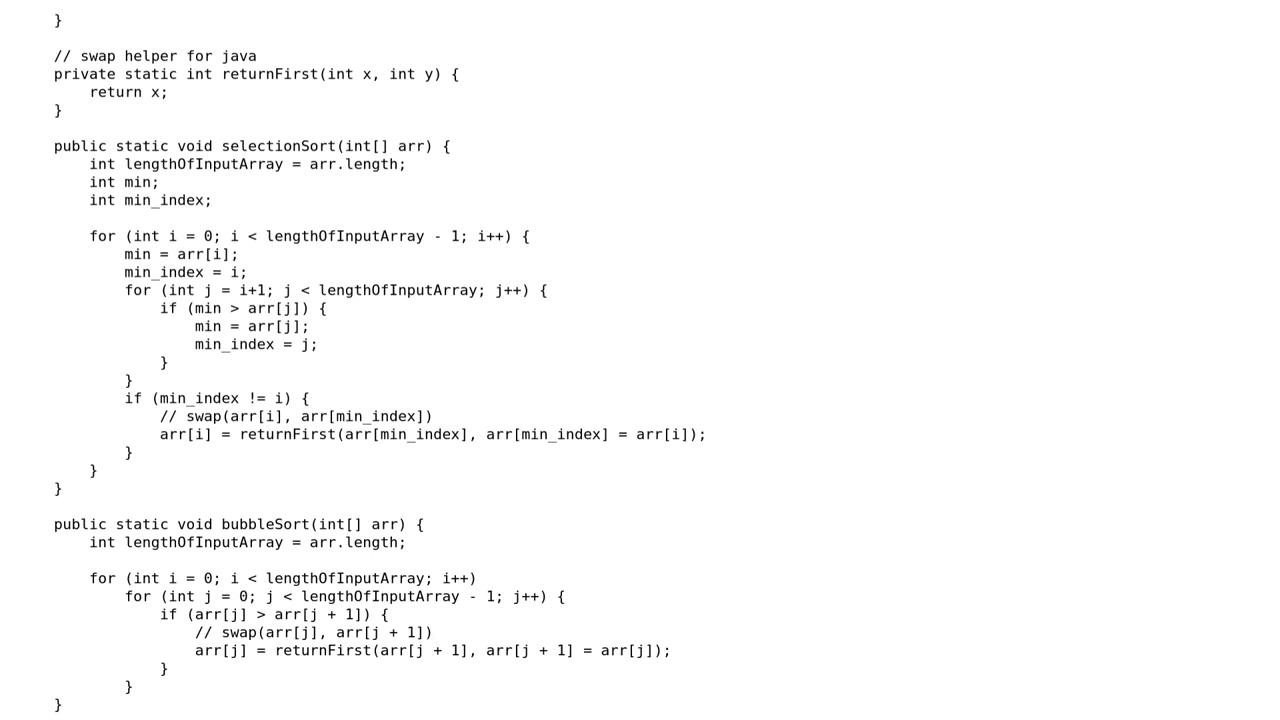 }
// swap helper for java
private static int returnFirst(int x, int y) {
return x;
}
public static void selectionSort(int[] arr) {
int lengthOfInputArray = arr.length;
int min;
int min_index;
for (int i = 0; i < lengthOfInputArray - 1; i++) {
min = arr[i];
min_index = i;
for (int j = i+1; j < lengthOfInputArray; j++) {
if (min > arr[j]) {
min = arr[j];
min_index = j;
}
}
if (min_index != i) {
// swap(arr[i], arr[min_index])
arr[i] = returnFirst(arr[min_index], arr[min_index] = arr[i]);
}
}
}
public static void bubbleSort(int[] arr) {
int lengthOfInputArray = arr.length;
for (int i = 0; i < lengthOfInputArray; i++)
for (int j = 0; j < lengthOfInputArray - 1; j++) {
if (arr[j] > arr[j + 1]) {
// swap(arr[j], arr[j + 1])
arr[j] = returnFirst(arr[j + 1], arr[j + 1] = arr[j]);
}
}
}